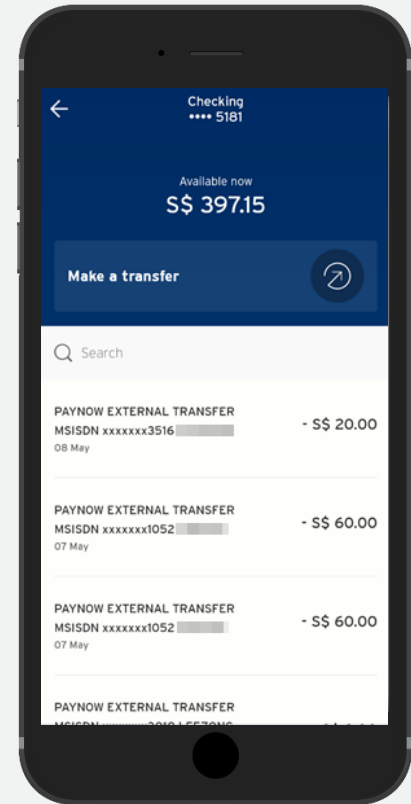 Checking
•••• 5181
Available now
S$ 397.15
Make a transfer
Search
PAYNOW EXTERNAL TRANSFER
MSISDN xxxxxxx3516
- S$ 20.00
08 May
PAYNOW EXTERNAL TRANSFER
MSISDN xxxxxxx1052
- S$ 60.00
07 May
PAYNOW EXTERNAL TRANSFER
MSISDN xxxxxxx1052
- S$ 60.00
07 May
PAYNOW EXTERNAL TRANSFER
MSISDN